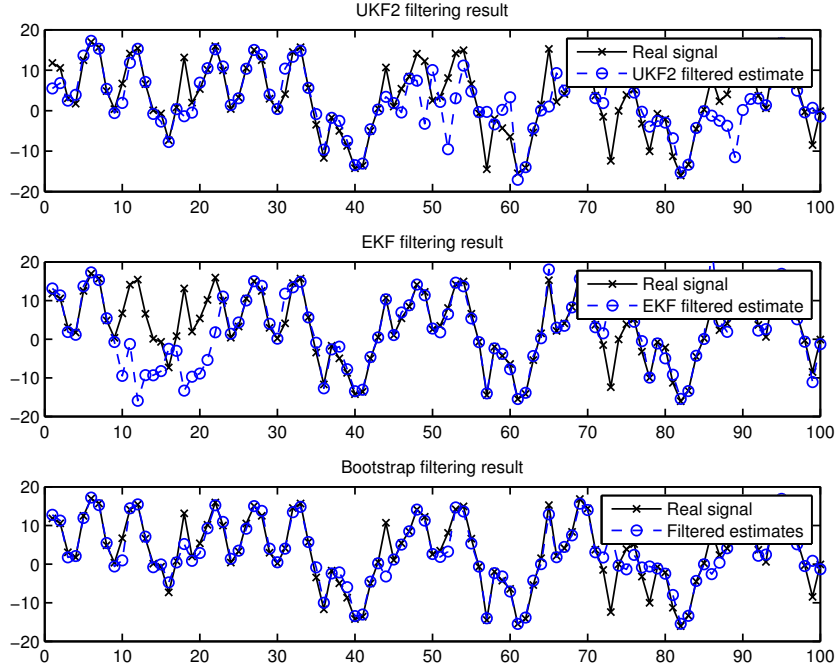 UKF2 filtering result
20
10
0
−10
−20
0 10 20 30 40 50 60 70 80 90 100
Real signal
UKF2 filtered estimate
EKF filtering result
20
10
0
−10
−20
0 10 20 30 40 50 60 70 80 90 100
Real signal
EKF filtered estimate
Bootstrap filtering result
20
10
0
−10
−20
0 10 20 30 40 50 60 70 80 90 100
Real signal
Filtered estimates